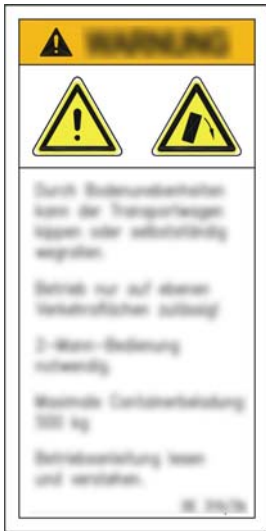 WARNUNG
Durch Bodenunebenheiten
kann der Transportwagen
kippen oder selbstständig
wegrollen.
Betrieb nur auf ebenen
Verkehrsflächen zulässig!
2-Mann-Bedienung
notwendig.
Maximale Containerbeladung
500 kg
Betriebsanleitung lesen
und verstehen.